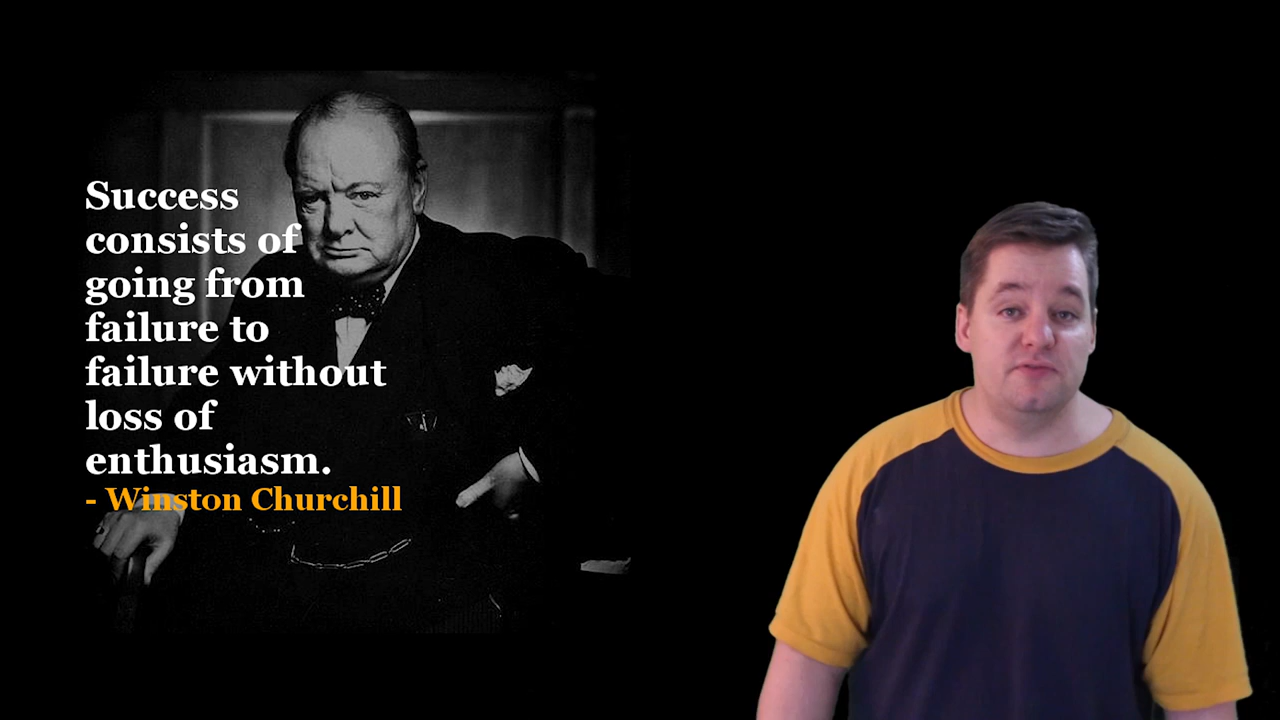 Success
consists of
going from
failure to
failure without
loss of
enthusiasm.
- Winston Churchill